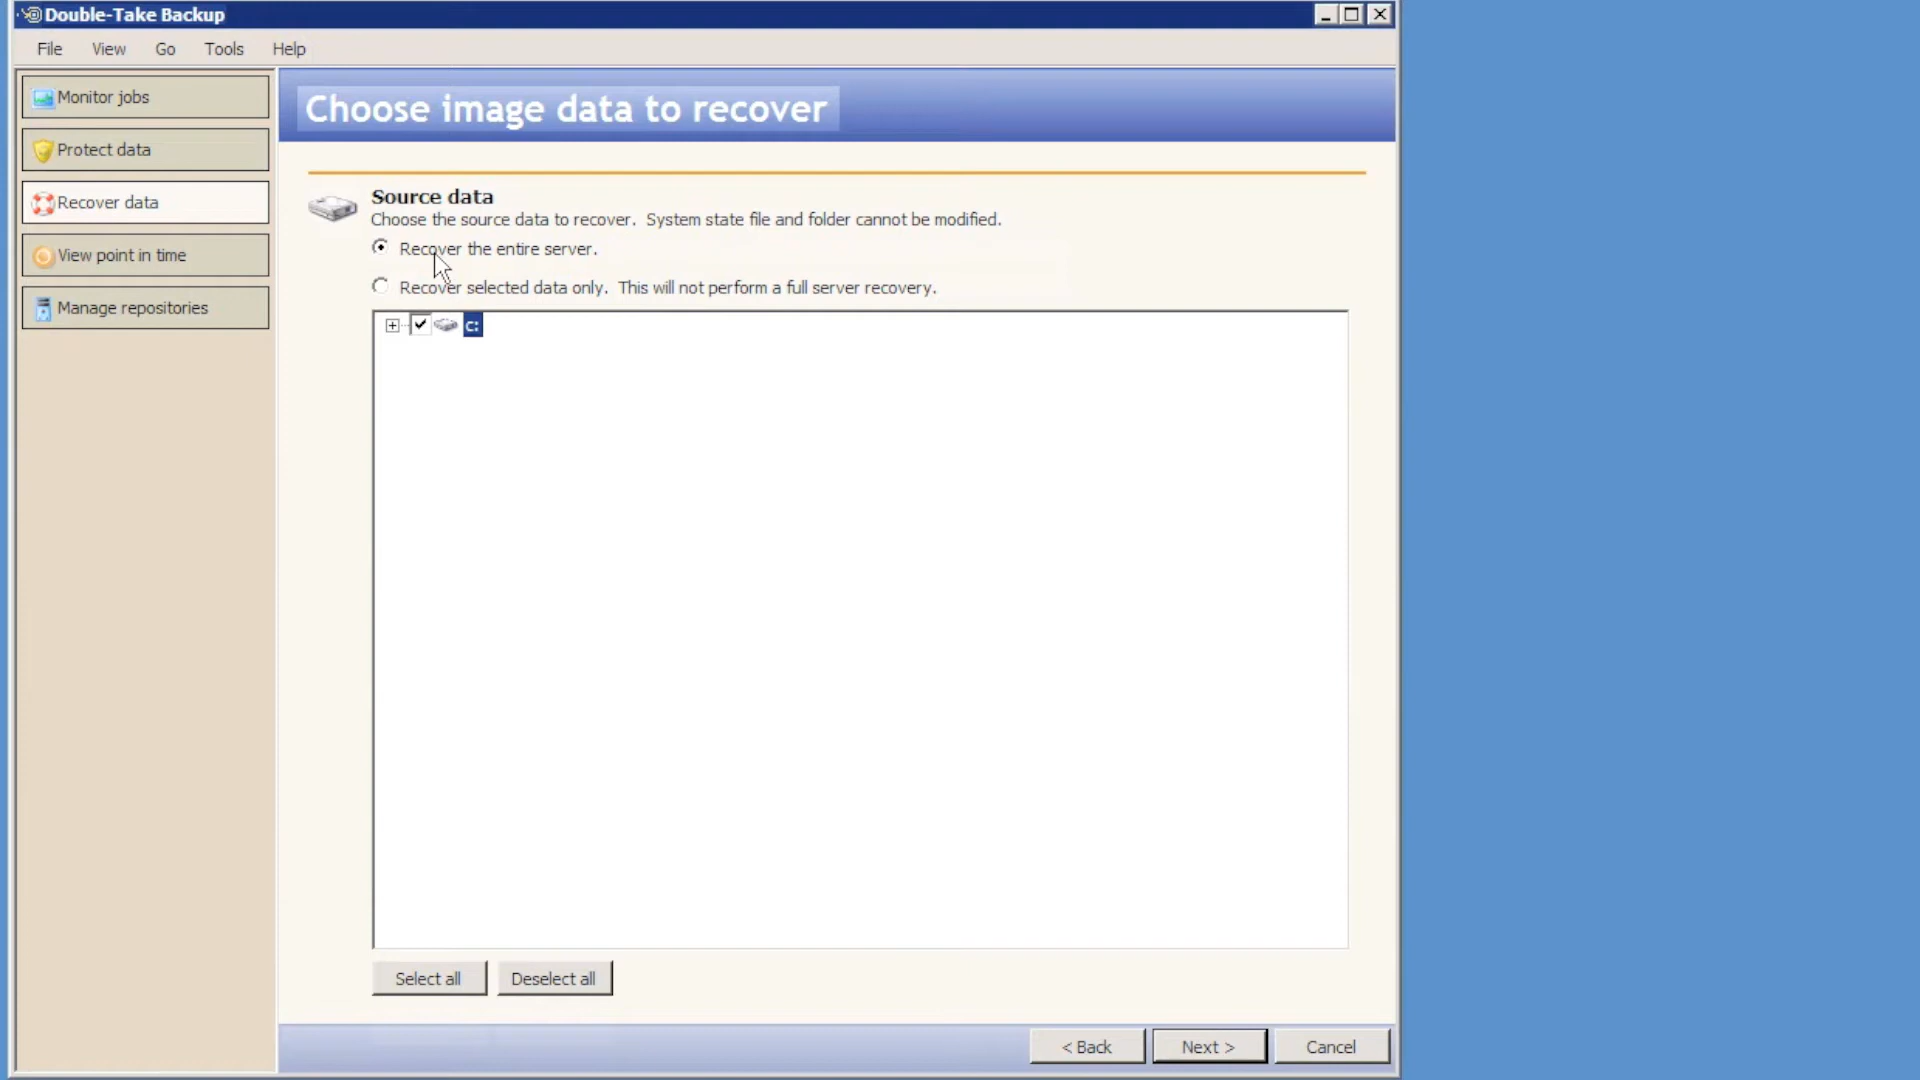 Double-Take Backup
File View Go Tools Help
Monitor jobs
Protect data
Recover data
View point in time
Manage repositories
Choose image data to recover
Source data
Choose the source data to recover. System state file and folder cannot be modified.
Recover the entire server.
Recover selected data only. This will not perform a full server recovery.
C:
Select all Deselect all
< Back Next > Cancel